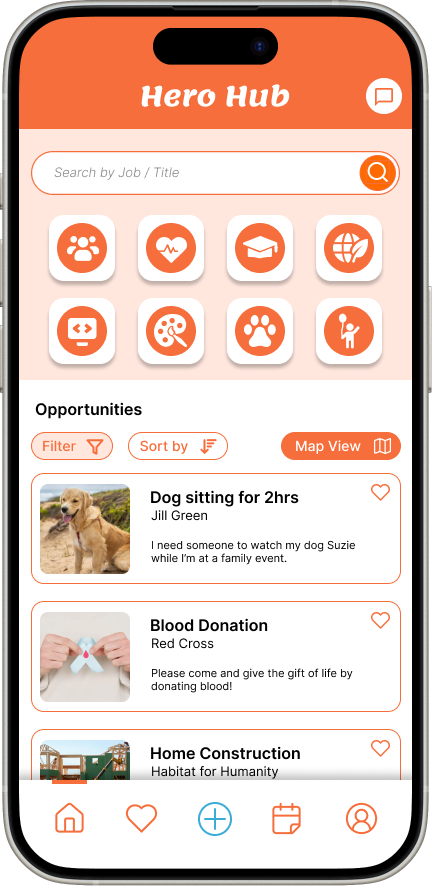 Hero Hub
Search by Job / Title
Opportunities
Filter
Sort by
Map View
Dog sitting for 2hrs
Jill Green
I need someone to watch my dog Suzie
while I'm at a family event.
Blood Donation
Red Cross
Please come and give the gift of life by
donating blood!
Home Construction
Habitat for Humanity